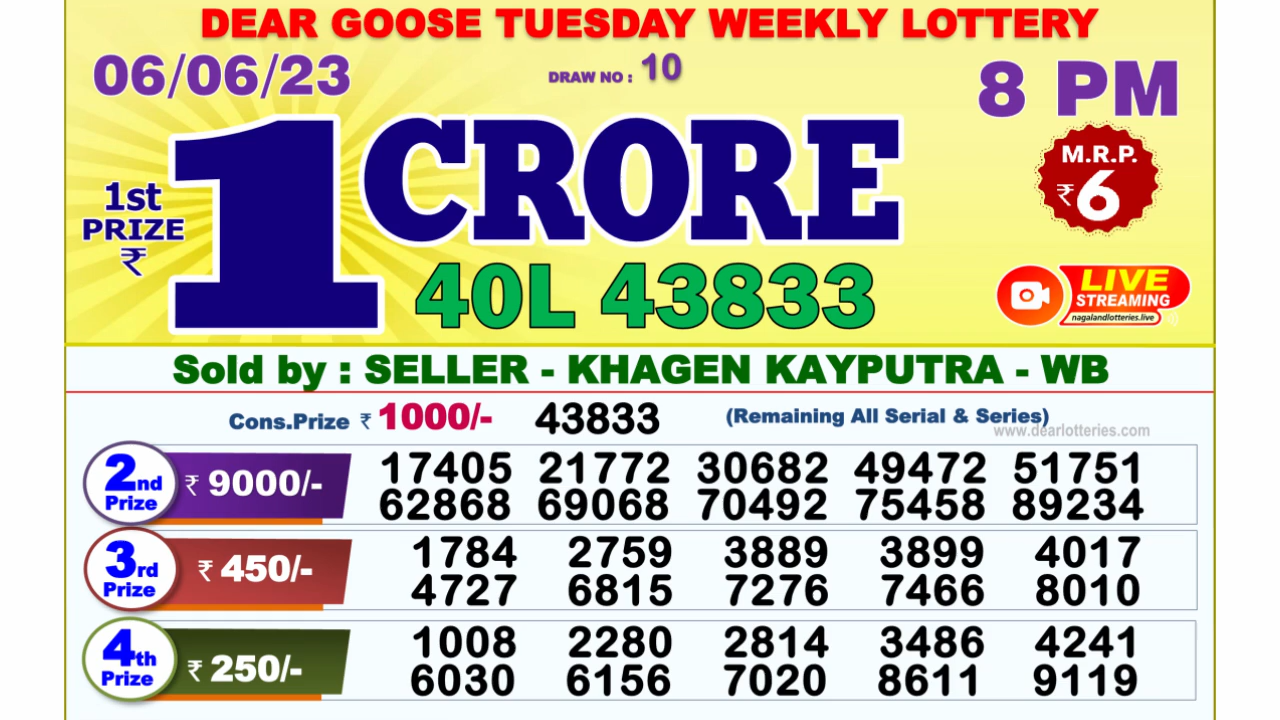 DEAR GOOSE TUESDAY WEEKLY LOTTERY
06/06/23
DRAW NO : 10
8 PM
1st
PRIZE
₹
1 CRORE
M.R.P.
₹ 6
40L 43833
LIVE
STREAMING
nagalandlotteries.live
Sold by : SELLER - KHAGEN KAYPUTRA - WB
Cons.Prize ₹ 1000/- 43833 (Remaining All Serial & Series)
www.dearlotteries.com
2nd Prize ₹ 9000/-
17405 21772 30682 49472 51751
62868 69068 70492 75458 89234
3rd Prize ₹ 450/-
1784 2759 3889 3899 4017
4727 6815 7276 7466 8010
4th Prize ₹ 250/-
1008 2280 2814 3486 4241
6030 6156 7020 8611 9119